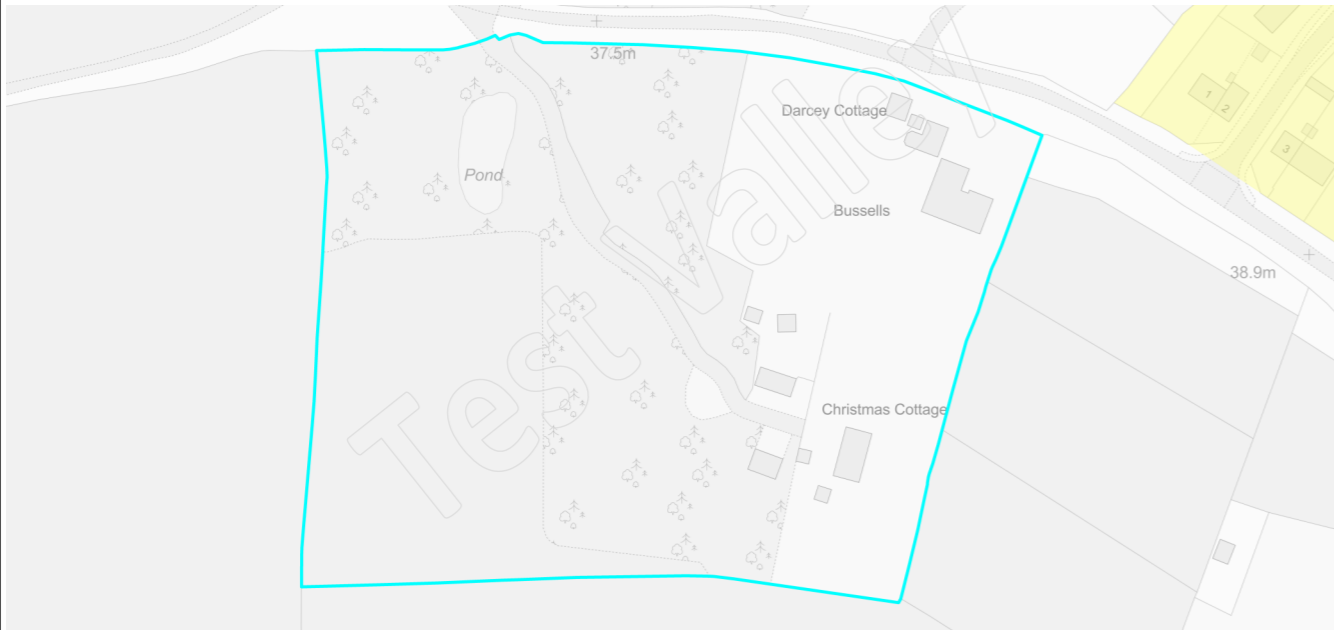 37.5m
Darcey Cottage
1
2
3
Pond
Bussells
38.9m
Christmas Cottage
Test Valley